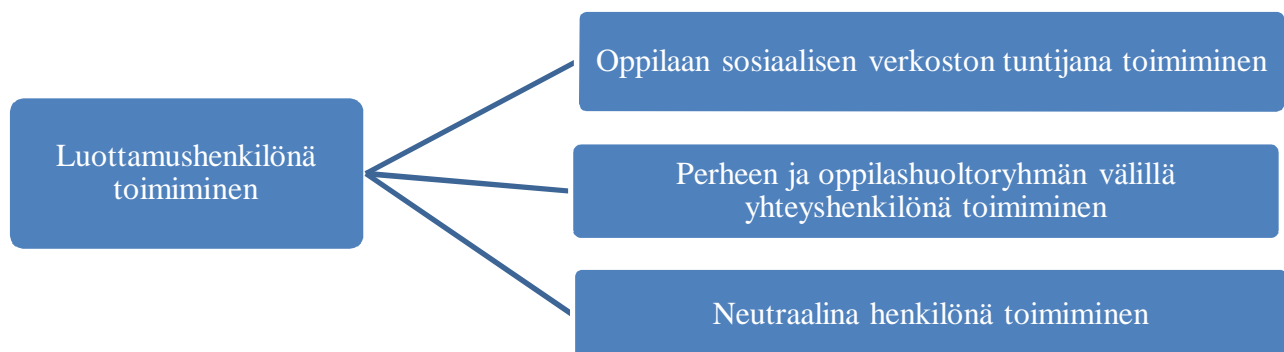 Oppilaan sosiaalisen verkoston tuntijana toimiminen
Luottamushenkilönä
toimiminen
Perheen ja oppilashuoltoryhmän välillä
yhteyshenkilönä toimiminen
Neutraalina henkilönä toimiminen